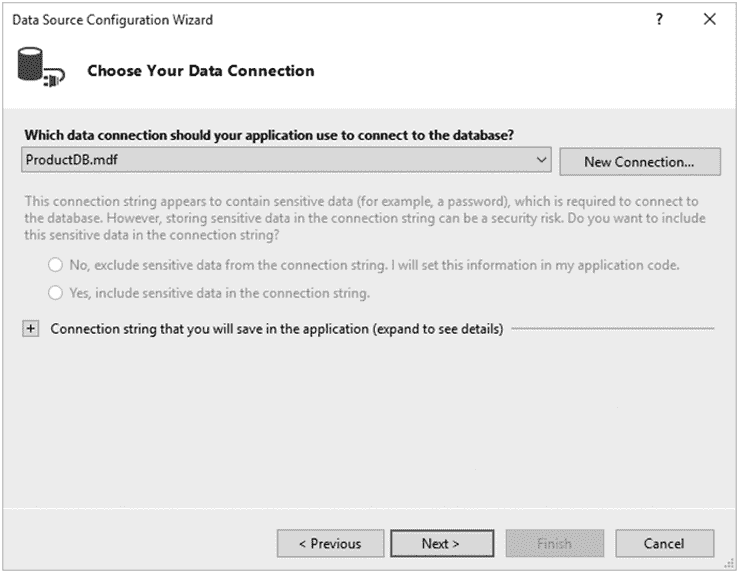 Data Source Configuration Wizard
?
Choose Your Data Connection
Which data connection should your application use to connect to the database?
ProductDB.mdf
New Connection...
This connection string appears to contain sensitive data (for example, a password), which is required to connect to
the database. However, storing sensitive data in the connection string can be a security risk. Do you want to include
this sensitive data in the connection string?
No, exclude sensitive data from the connection string. I will set this information in my application code.
Yes, include sensitive data in the connection string.
Connection string that you will save in the application (expand to see details)
< Previous
Next >
Finish
Cancel